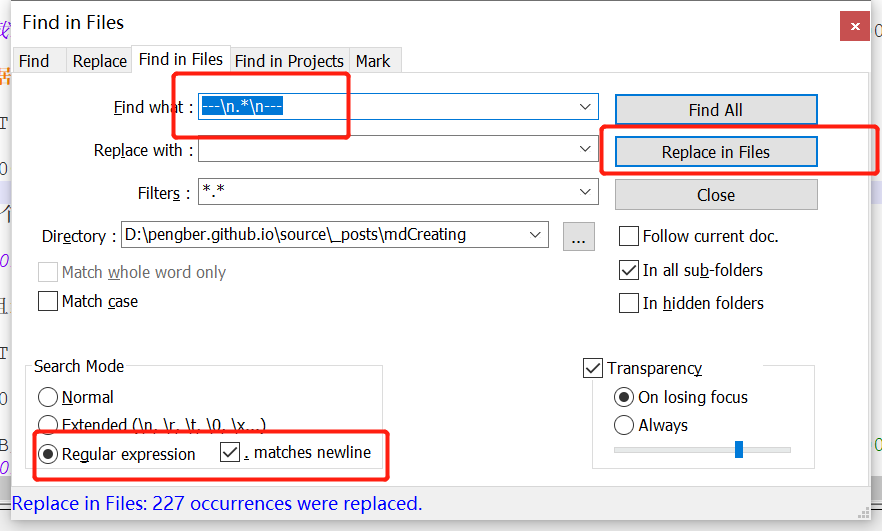 Find in Files
Find Replace Find in Files Find in Projects Mark
Find what : ---\n.*\n--- Find All
Replace with : Replace in Files
Filters : *.* Close
Directory : D:\pengber.github.io\source\_posts\mdCreating ... Follow current doc.
Match whole word only In all sub-folders
Match case In hidden folders
Search Mode Transparency
Normal On losing focus
Extended (\n, \r, \t, \0, \x...) Always
Regular expression . matches newline
Replace in Files: 227 occurrences were replaced.